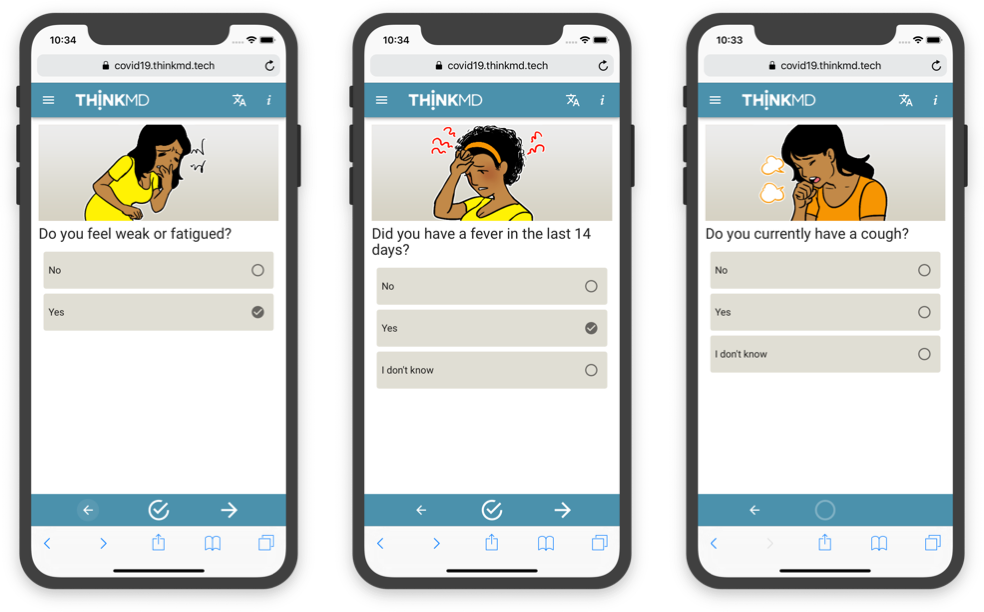 10:34
covid19.thinkmd.tech
THINKMD
i
Do you feel weak or fatigued?
No
Yes
10:34
covid19.thinkmd.tech
THINKMD
i
Did you have a fever in the last 14
days?
No
Yes
I don't know
10:33
covid19.thinkmd.tech
THINKMD
i
Do you currently have a cough?
No
Yes
I don't know